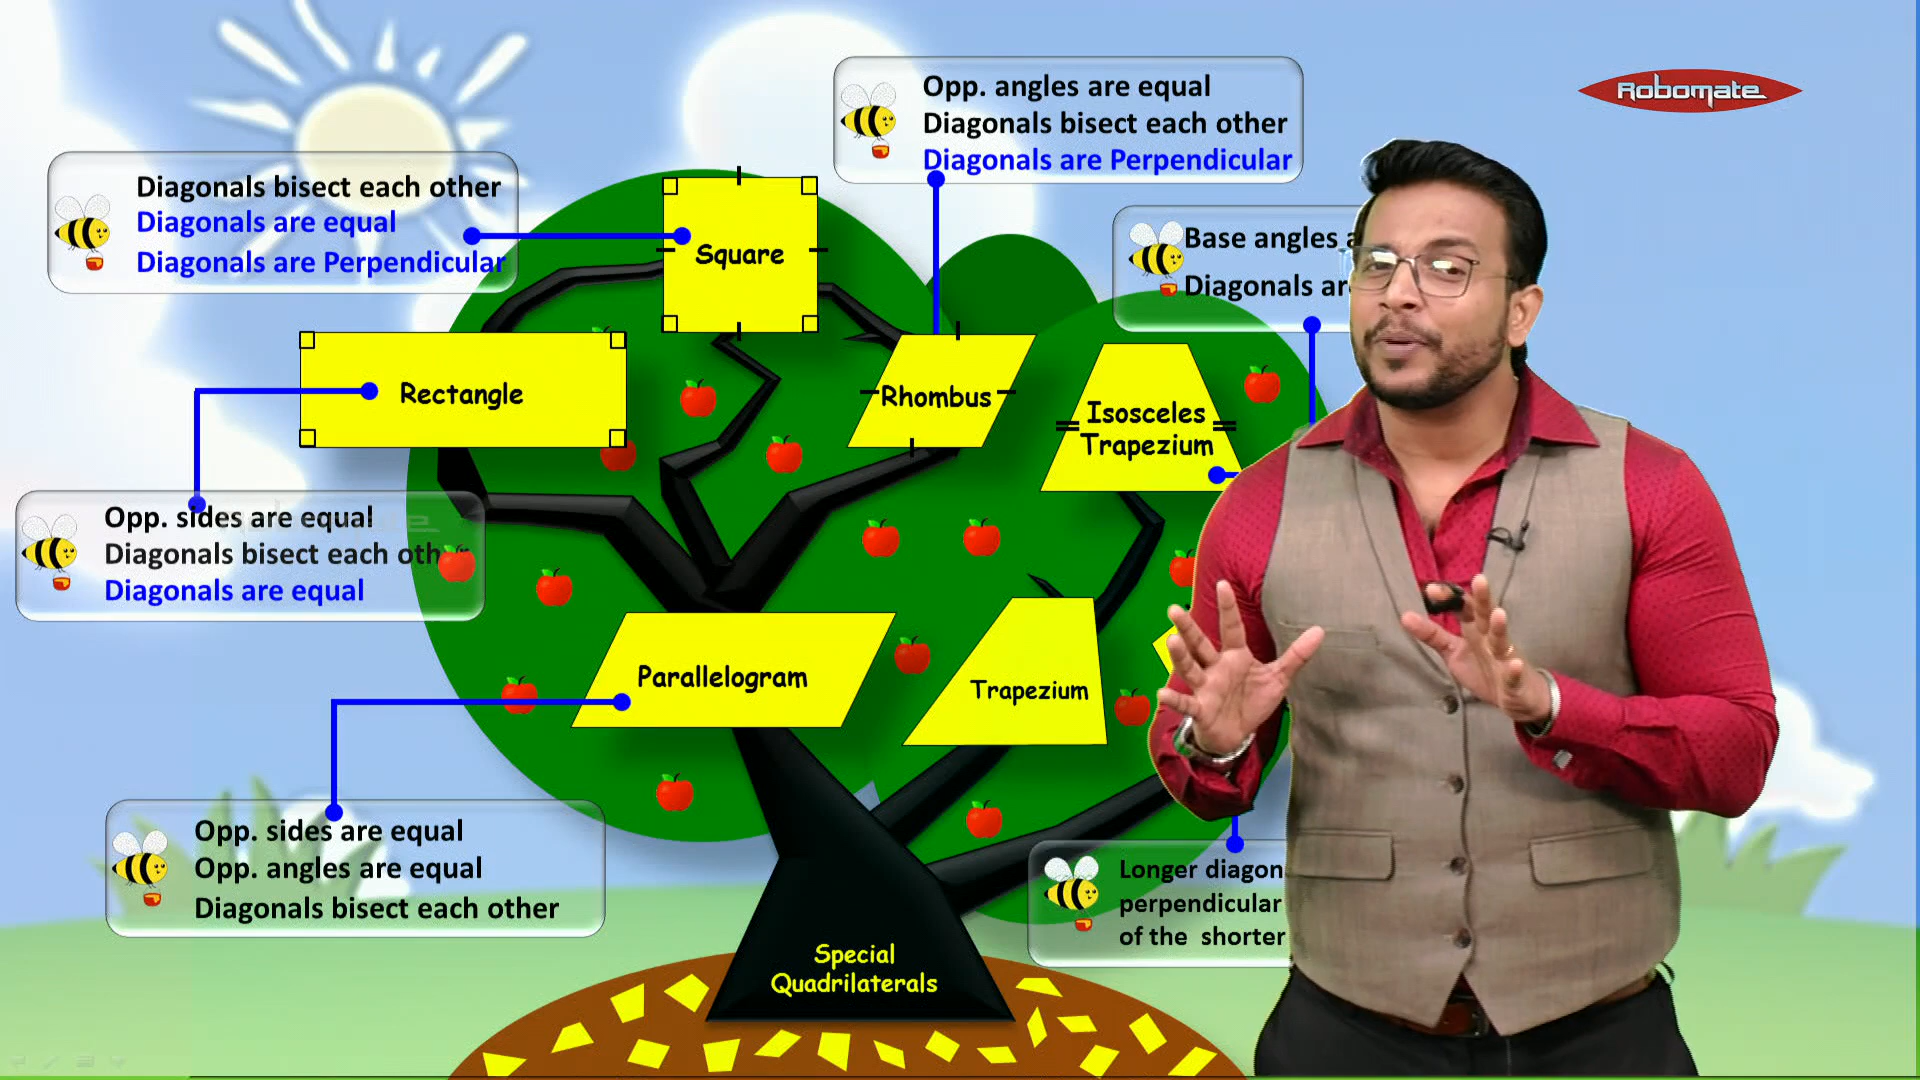 Robomate
Opp. angles are equal
Diagonals bisect each other
Diagonals are Perpendicular
Diagonals bisect each other
Diagonals are equal
Diagonals are Perpendicular
Square
Base angles
Diagonals
Rectangle
Rhombus
Isosceles
Trapezium
Opp. sides are equal
Diagonals bisect each
Diagonals are equal
Parallelogram
Trapezium
Opp. sides are equal
Opp. angles are equal
Diagonals bisect each other
Longer
perpendicular
of the shorter
Special
Quadrilaterals